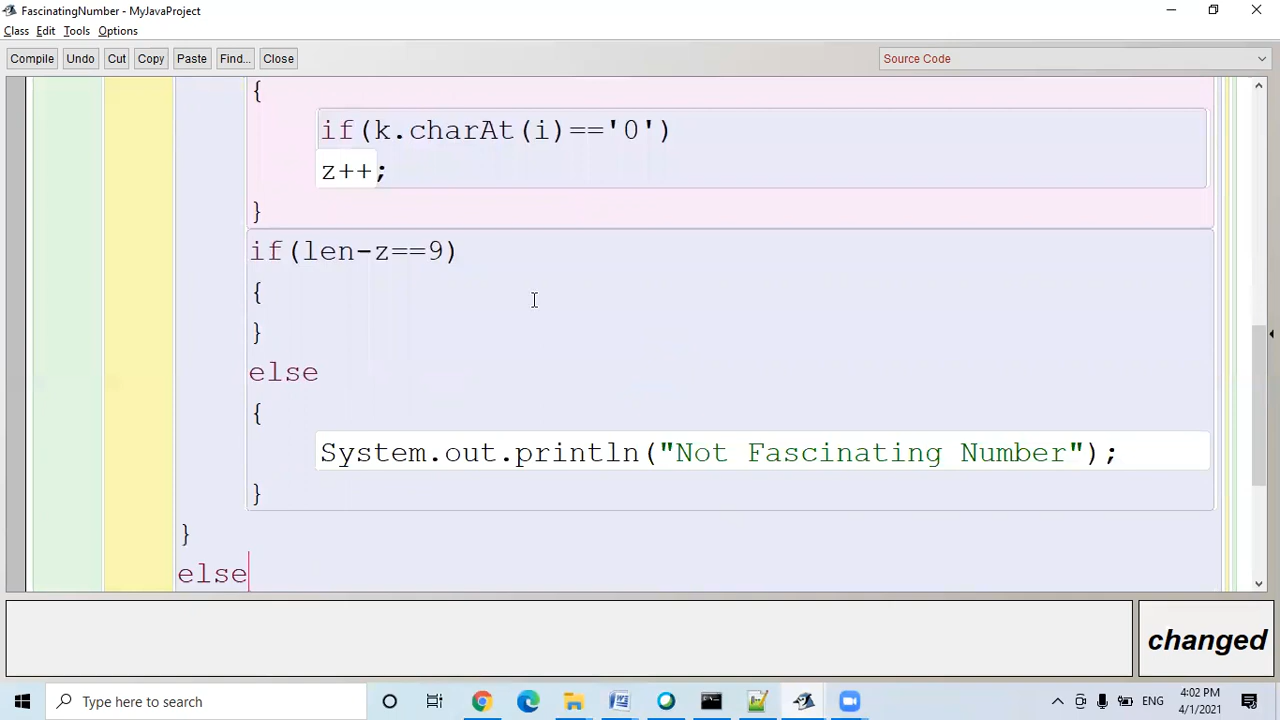 FascinatingNumber - MyJavaProject
Class Edit Tools Options
Compile Undo Cut Copy Paste Find... Close Source Code
{
if(k.charAt(i)=='0')
z++;
}
if(len-z==9)
{
}
else
{
System.out.println("Not Fascinating Number");
}
}
else
changed
Type here to search
ENG
4:02 PM
4/1/2021